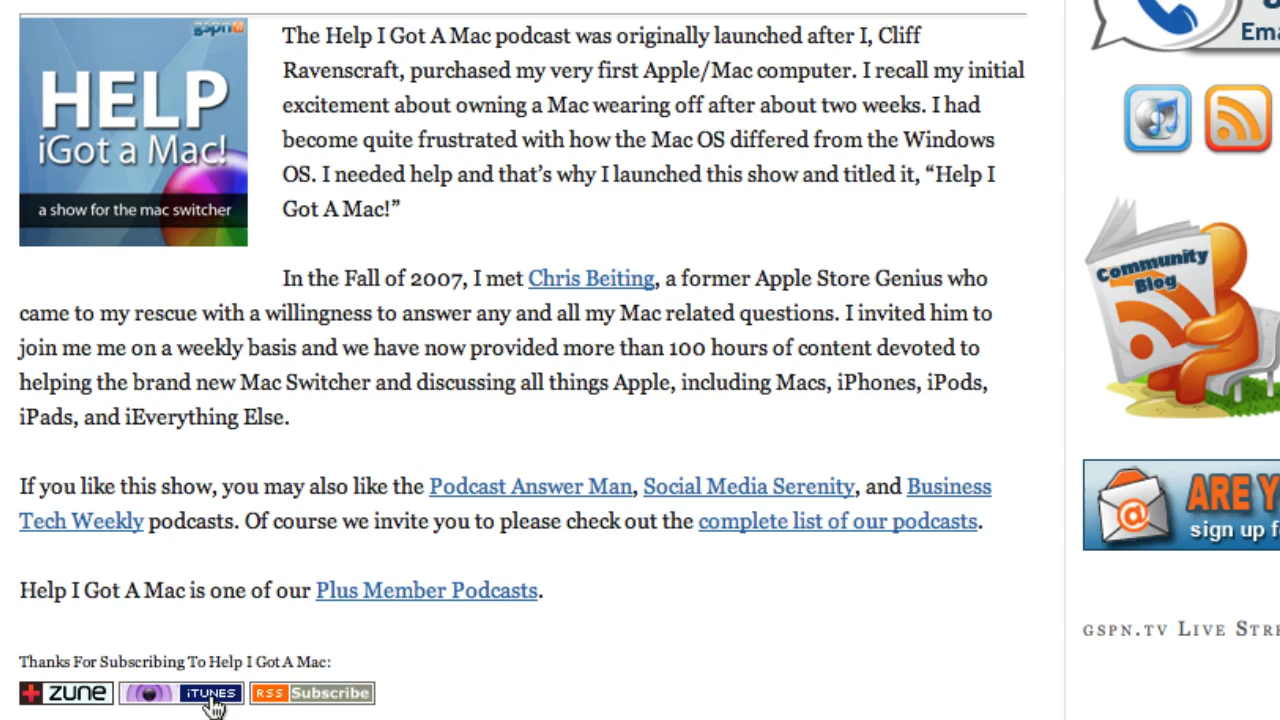 gspn
HELP
iGot a Mac!
a show for the mac switcher
The Help I Got A Mac podcast was originally launched after I, Cliff
Ravenscraft, purchased my very first Apple/Mac computer. I recall my initial
excitement about owning a Mac wearing off after about two weeks. I had
become quite frustrated with how the Mac OS differed from the Windows
OS. I needed help and that’s why I launched this show and titled it, “Help I
Got A Mac!”
In the Fall of 2007, I met Chris Beiting, a former Apple Store Genius who
came to my rescue with a willingness to answer any and all my Mac related questions. I invited him to
join me me on a weekly basis and we have now provided more than 100 hours of content devoted to
helping the brand new Mac Switcher and discussing all things Apple, including Macs, iPhones, iPods,
iPads, and iEverything Else.
If you like this show, you may also like the Podcast Answer Man, Social Media Serenity, and Business
Tech Weekly podcasts. Of course we invite you to please check out the complete list of our podcasts.
Help I Got A Mac is one of our Plus Member Podcasts.
Thanks For Subscribing To Help I Got A Mac:
ZUNE iTUNES RSS Subscribe
Ema
Community
Blog
@
ARE Y
sign up f
GSPN.TV LIVE STRE